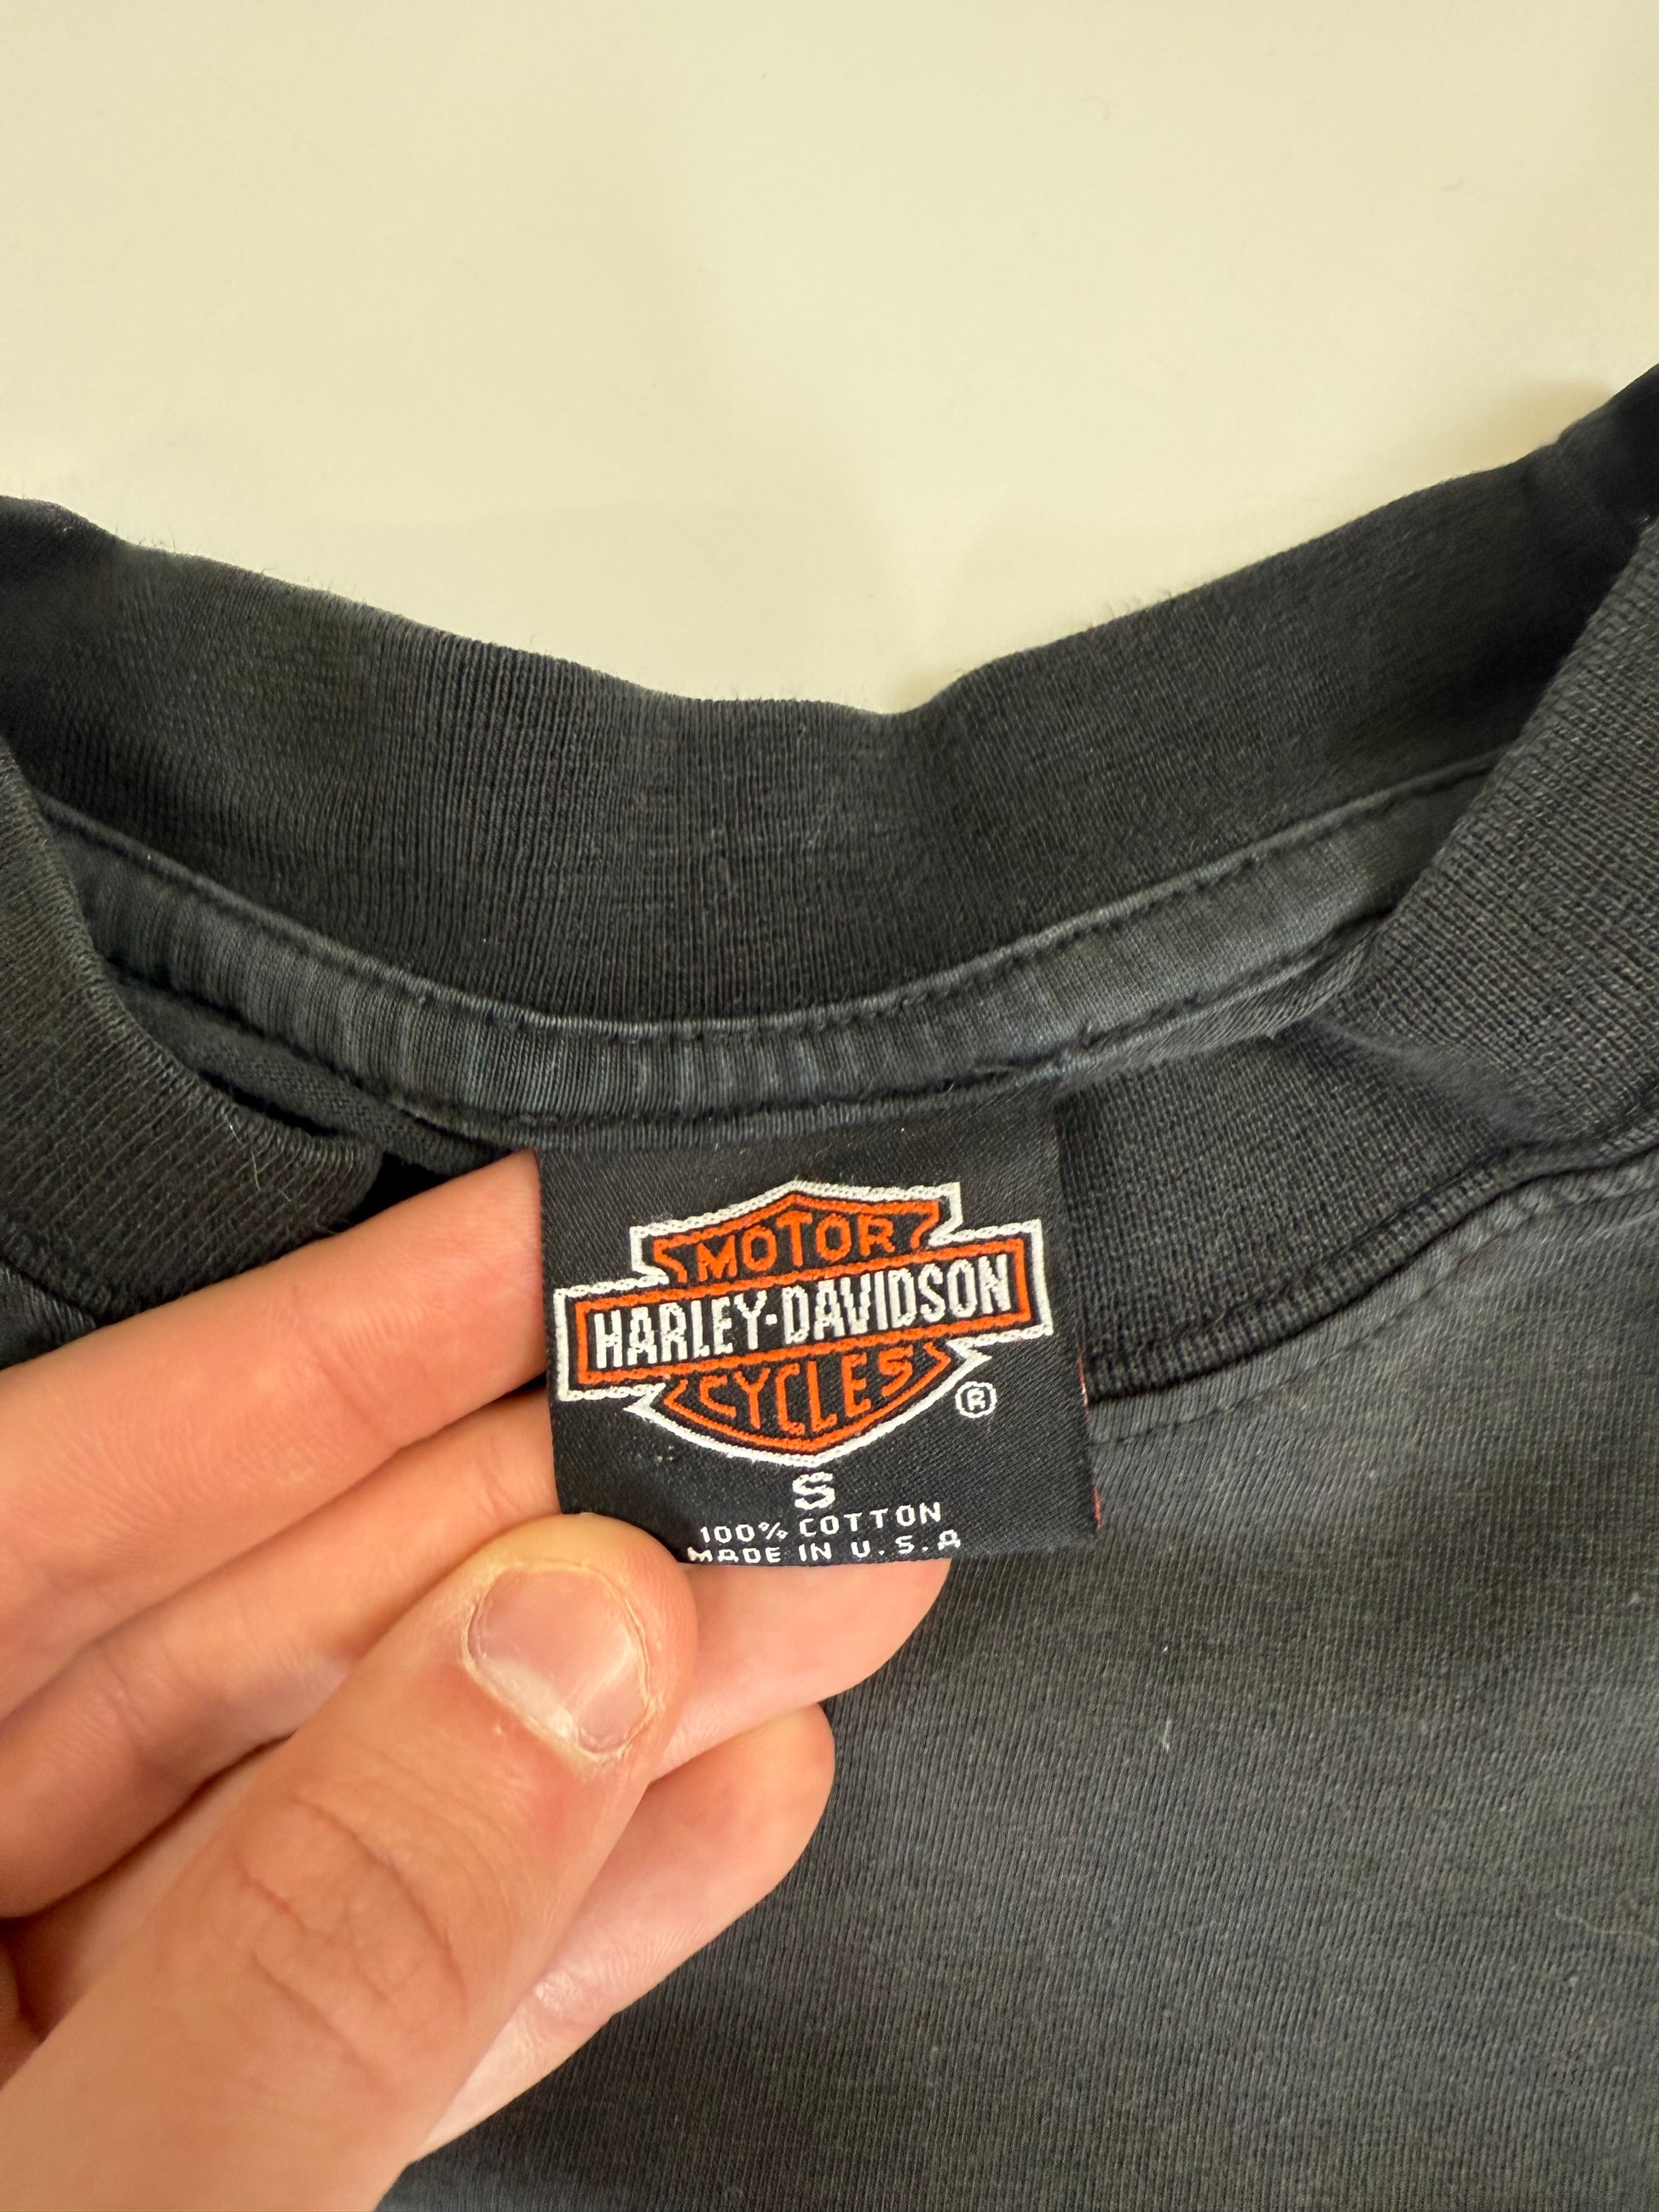 MOTOR
HARLEY-DAVIDSON
CYCLES
®
S
100% COTTON
MADE IN U.S.A